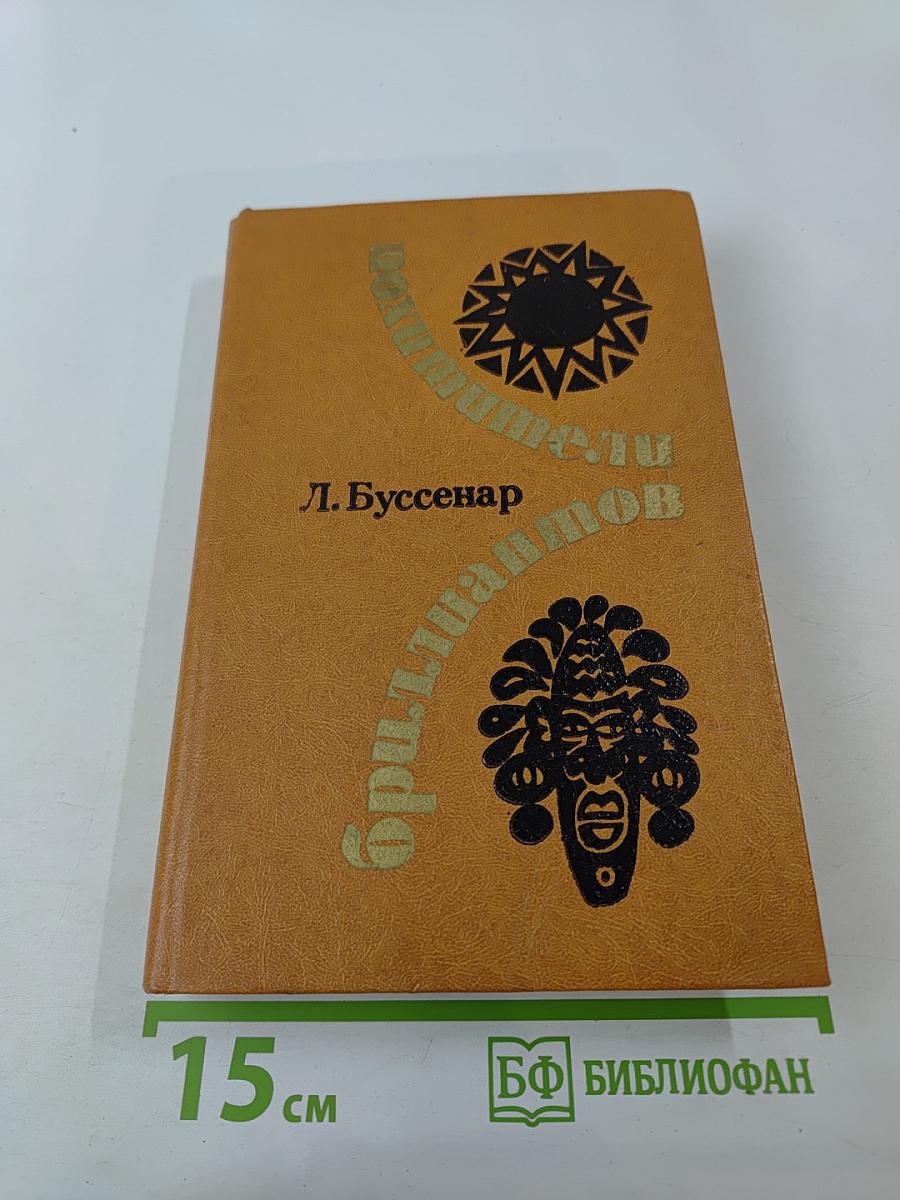 похитители
Л. Буссенар
бриллиантов
15 см
БФ БИБЛИОФАН